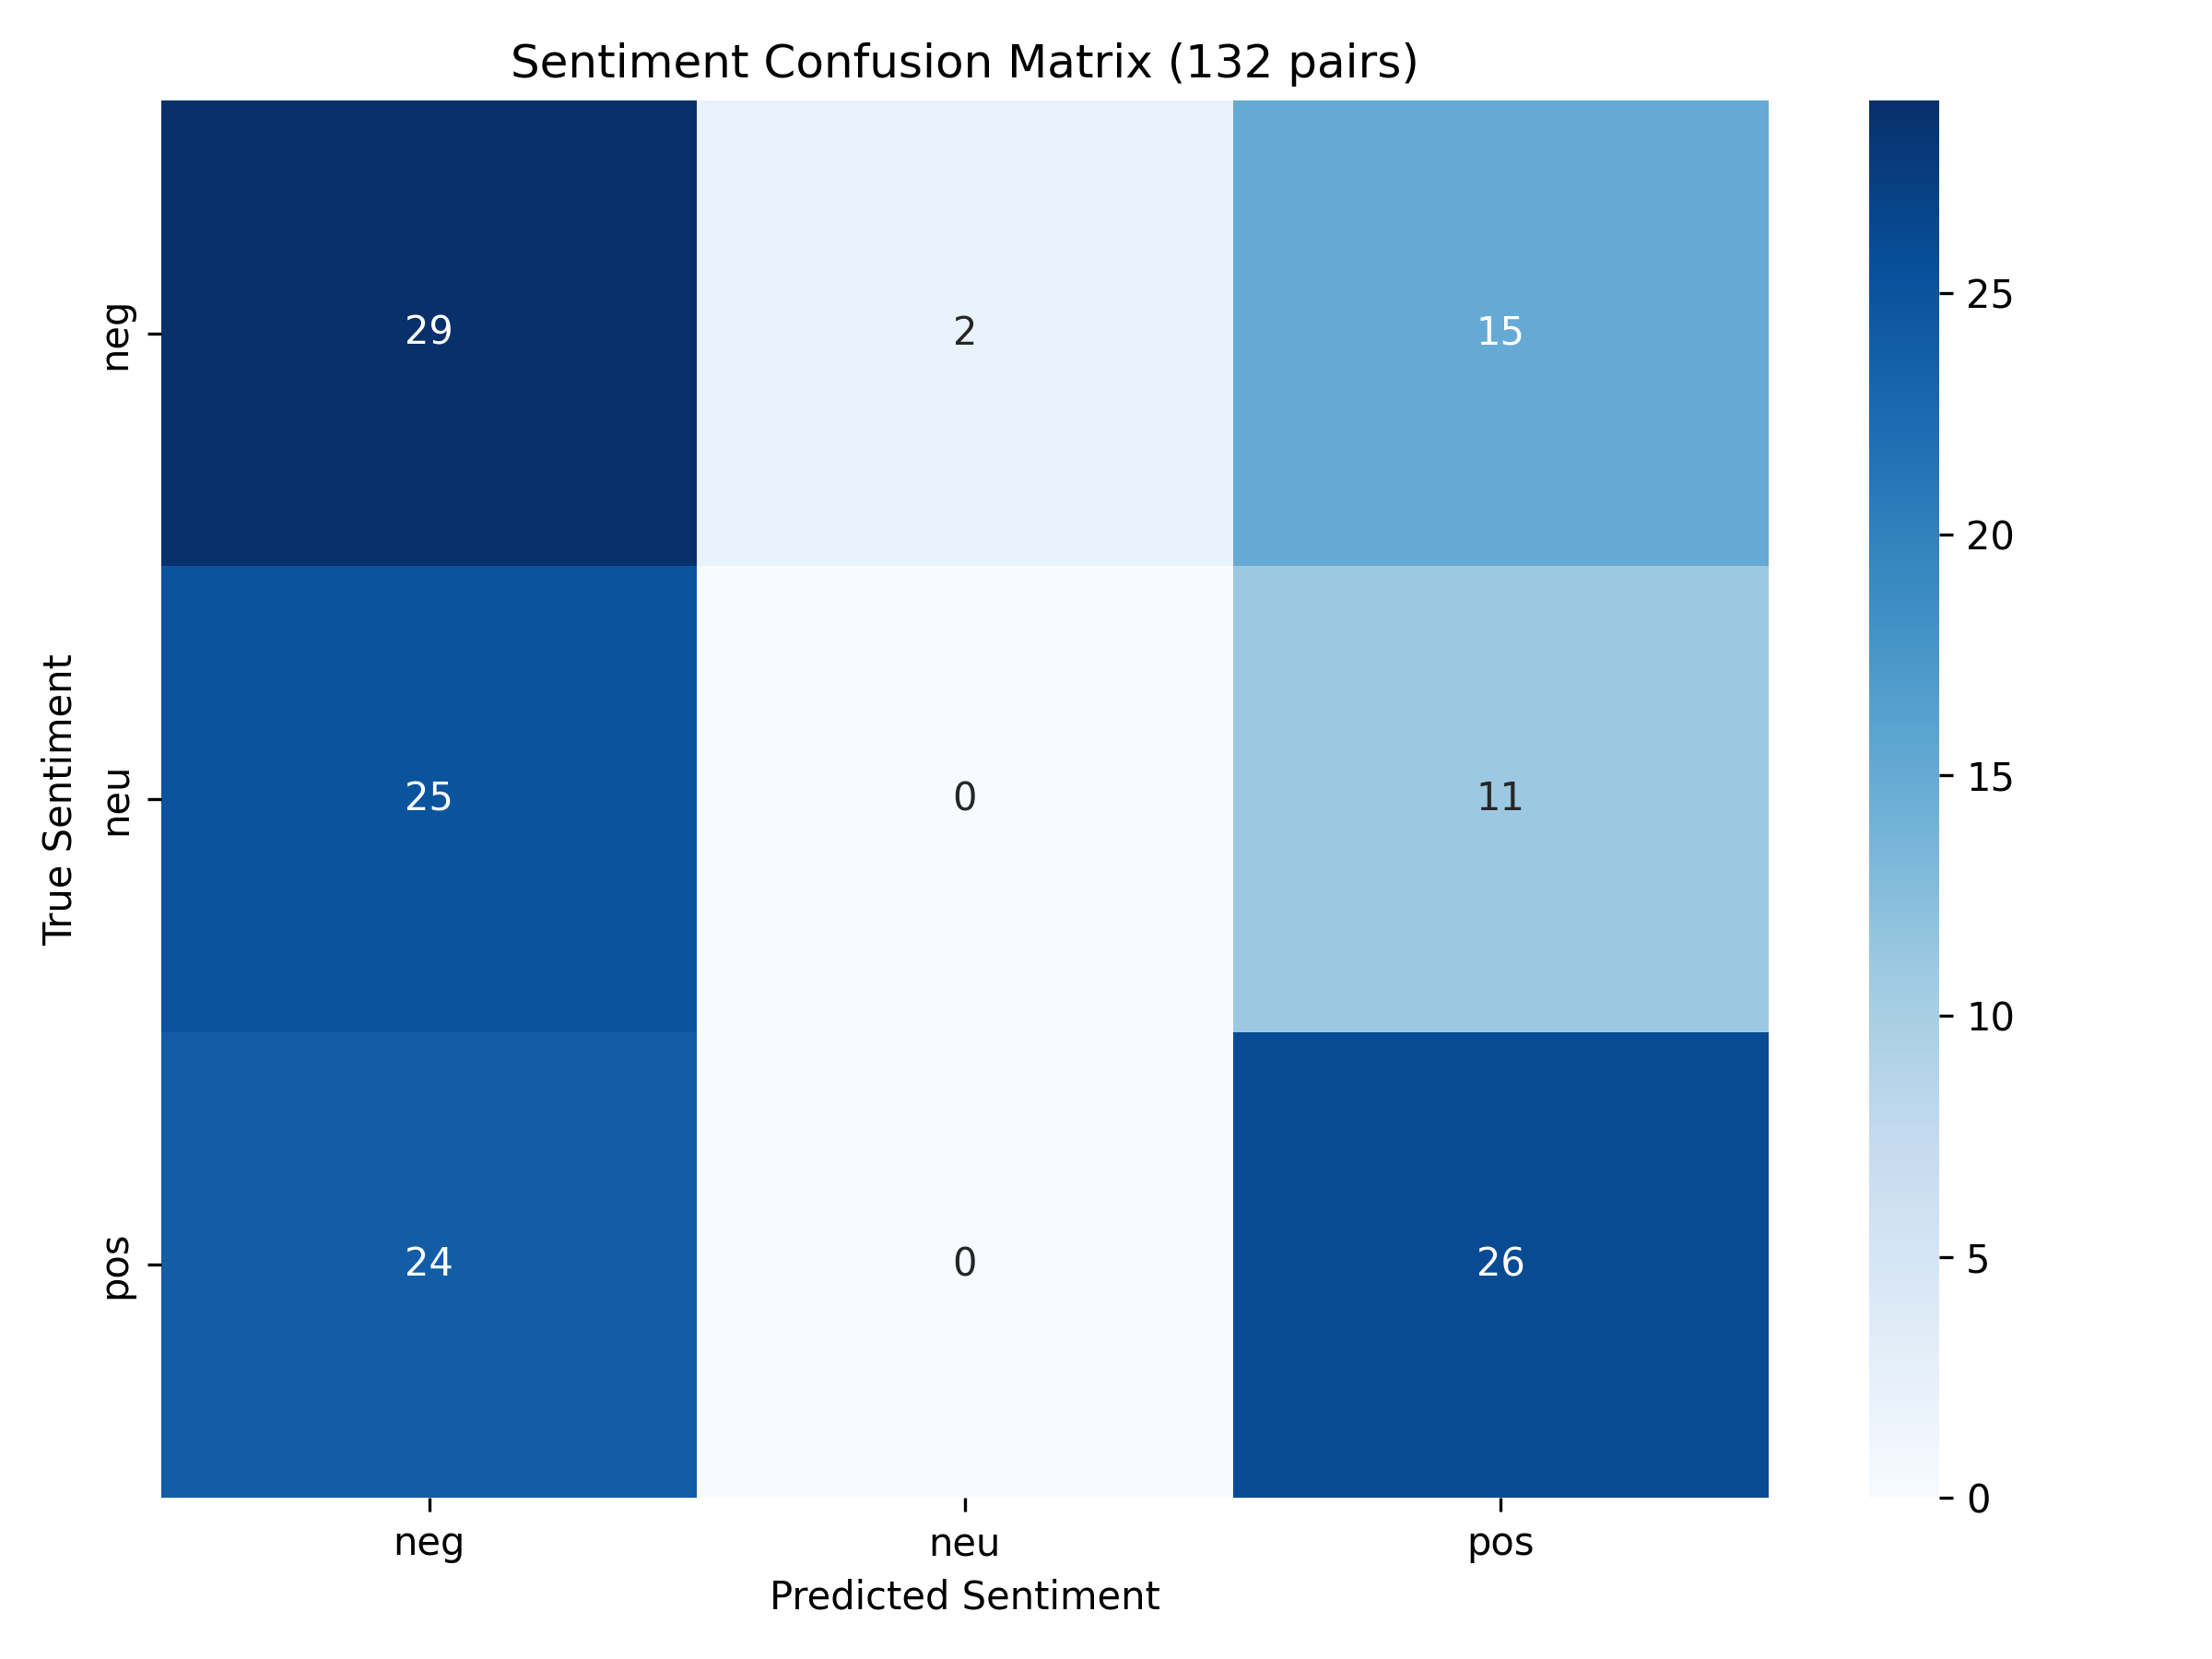 Sentiment Confusion Matrix (132 pairs)
True Sentiment
neg
29
2
15
neu
25
0
11
pos
24
0
26
neg
neu
pos
Predicted Sentiment
25
20
15
10
5
0